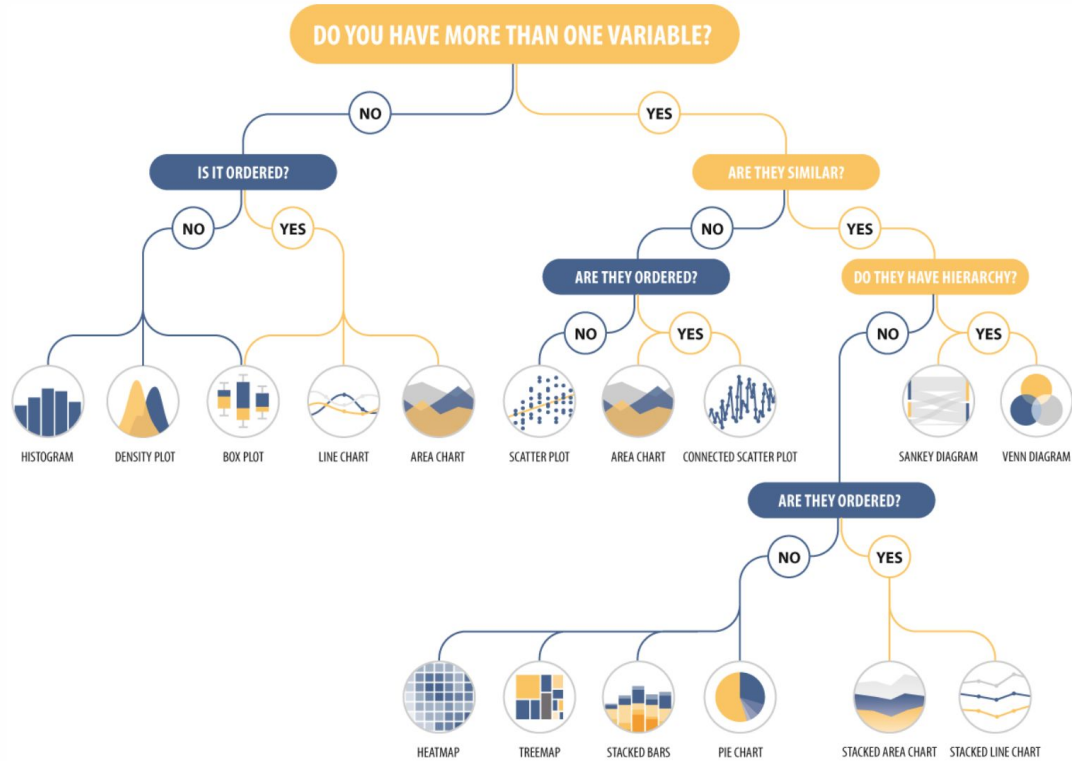 DO YOU HAVE MORE THAN ONE VARIABLE?
NO
YES
IS IT ORDERED?
ARE THEY SIMILAR?
NO
YES
NO
YES
ARE THEY ORDERED?
DO THEY HAVE HIERARCHY?
NO
YES
NO
YES
HISTOGRAM
DENSITY PLOT
BOX PLOT
LINE CHART
AREA CHART
SCATTER PLOT
AREA CHART
CONNECTED SCATTER PLOT
SANKEY DIAGRAM
VENN DIAGRAM
ARE THEY ORDERED?
NO
YES
HEATMAP
TREEMAP
STACKED BARS
PIE CHART
STACKED AREA CHART
STACKED LINE CHART